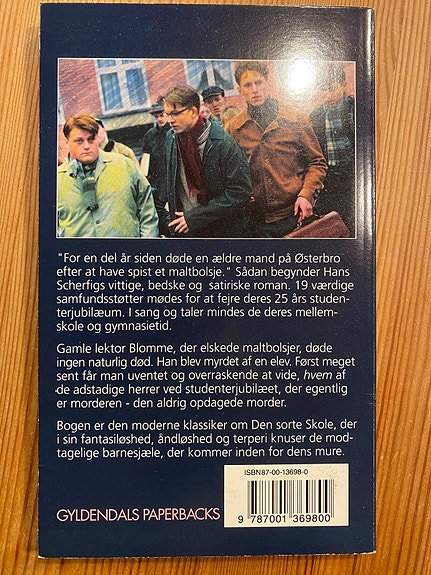 "For en del år siden døde en ældre mand på Østerbro
efter at have spist et maltbolsje." Sådan begynder Hans
Scherfigs vittige, bedske og satiriske roman. 19 værdige
samfundsstøtter mødes for at fejre deres 25 års studen-
terjubilæum. I sang og taler mindes de deres mellem-
skole og gymnasietid.
Gamle lektor Blomme, der elskede maltbolsjer, døde
ingen naturlig død. Han blev myrdet af en elev. Først meget
sent får man uventet og overraskende at vide, hvem af
de adstadige herrer ved studenterjubilæet, der egentlig
er morderen - den aldrig opdagede morder.
Bogen er den moderne klassiker om Den sorte Skole, der
i sin fantasiløshed, åndløshed og terperi knuser de mod-
tagelige barnesjæle, der kommer inden for dens mure.
ISBN87-00-13698-0
GYLDENDALS PAPERBACKS
9 788700 136980